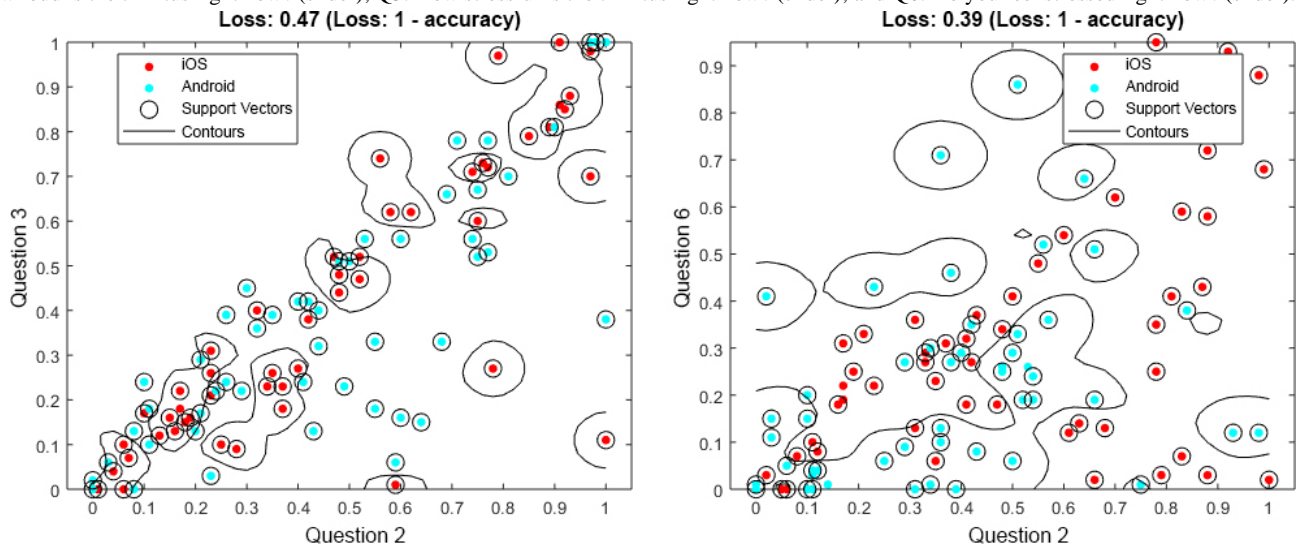 Loss: 0.47 (Loss: 1 - accuracy)
1
0.9
0.8
0.7
0.6
0.5
0.4
0.3
0.2
0.1
0
Question 3
iOS
Android
Support Vectors
Contours
0 0.1 0.2 0.3 0.4 0.5 0.6 0.7 0.8 0.9 1
Question 2
Loss: 0.39 (Loss: 1 - accuracy)
0.9
0.8
0.7
0.6
0.5
0.4
0.3
0.2
0.1
0
Question 6
iOS
Android
Support Vectors
Contours
0 0.1 0.2 0.3 0.4 0.5 0.6 0.7 0.8 0.9 1
Question 2